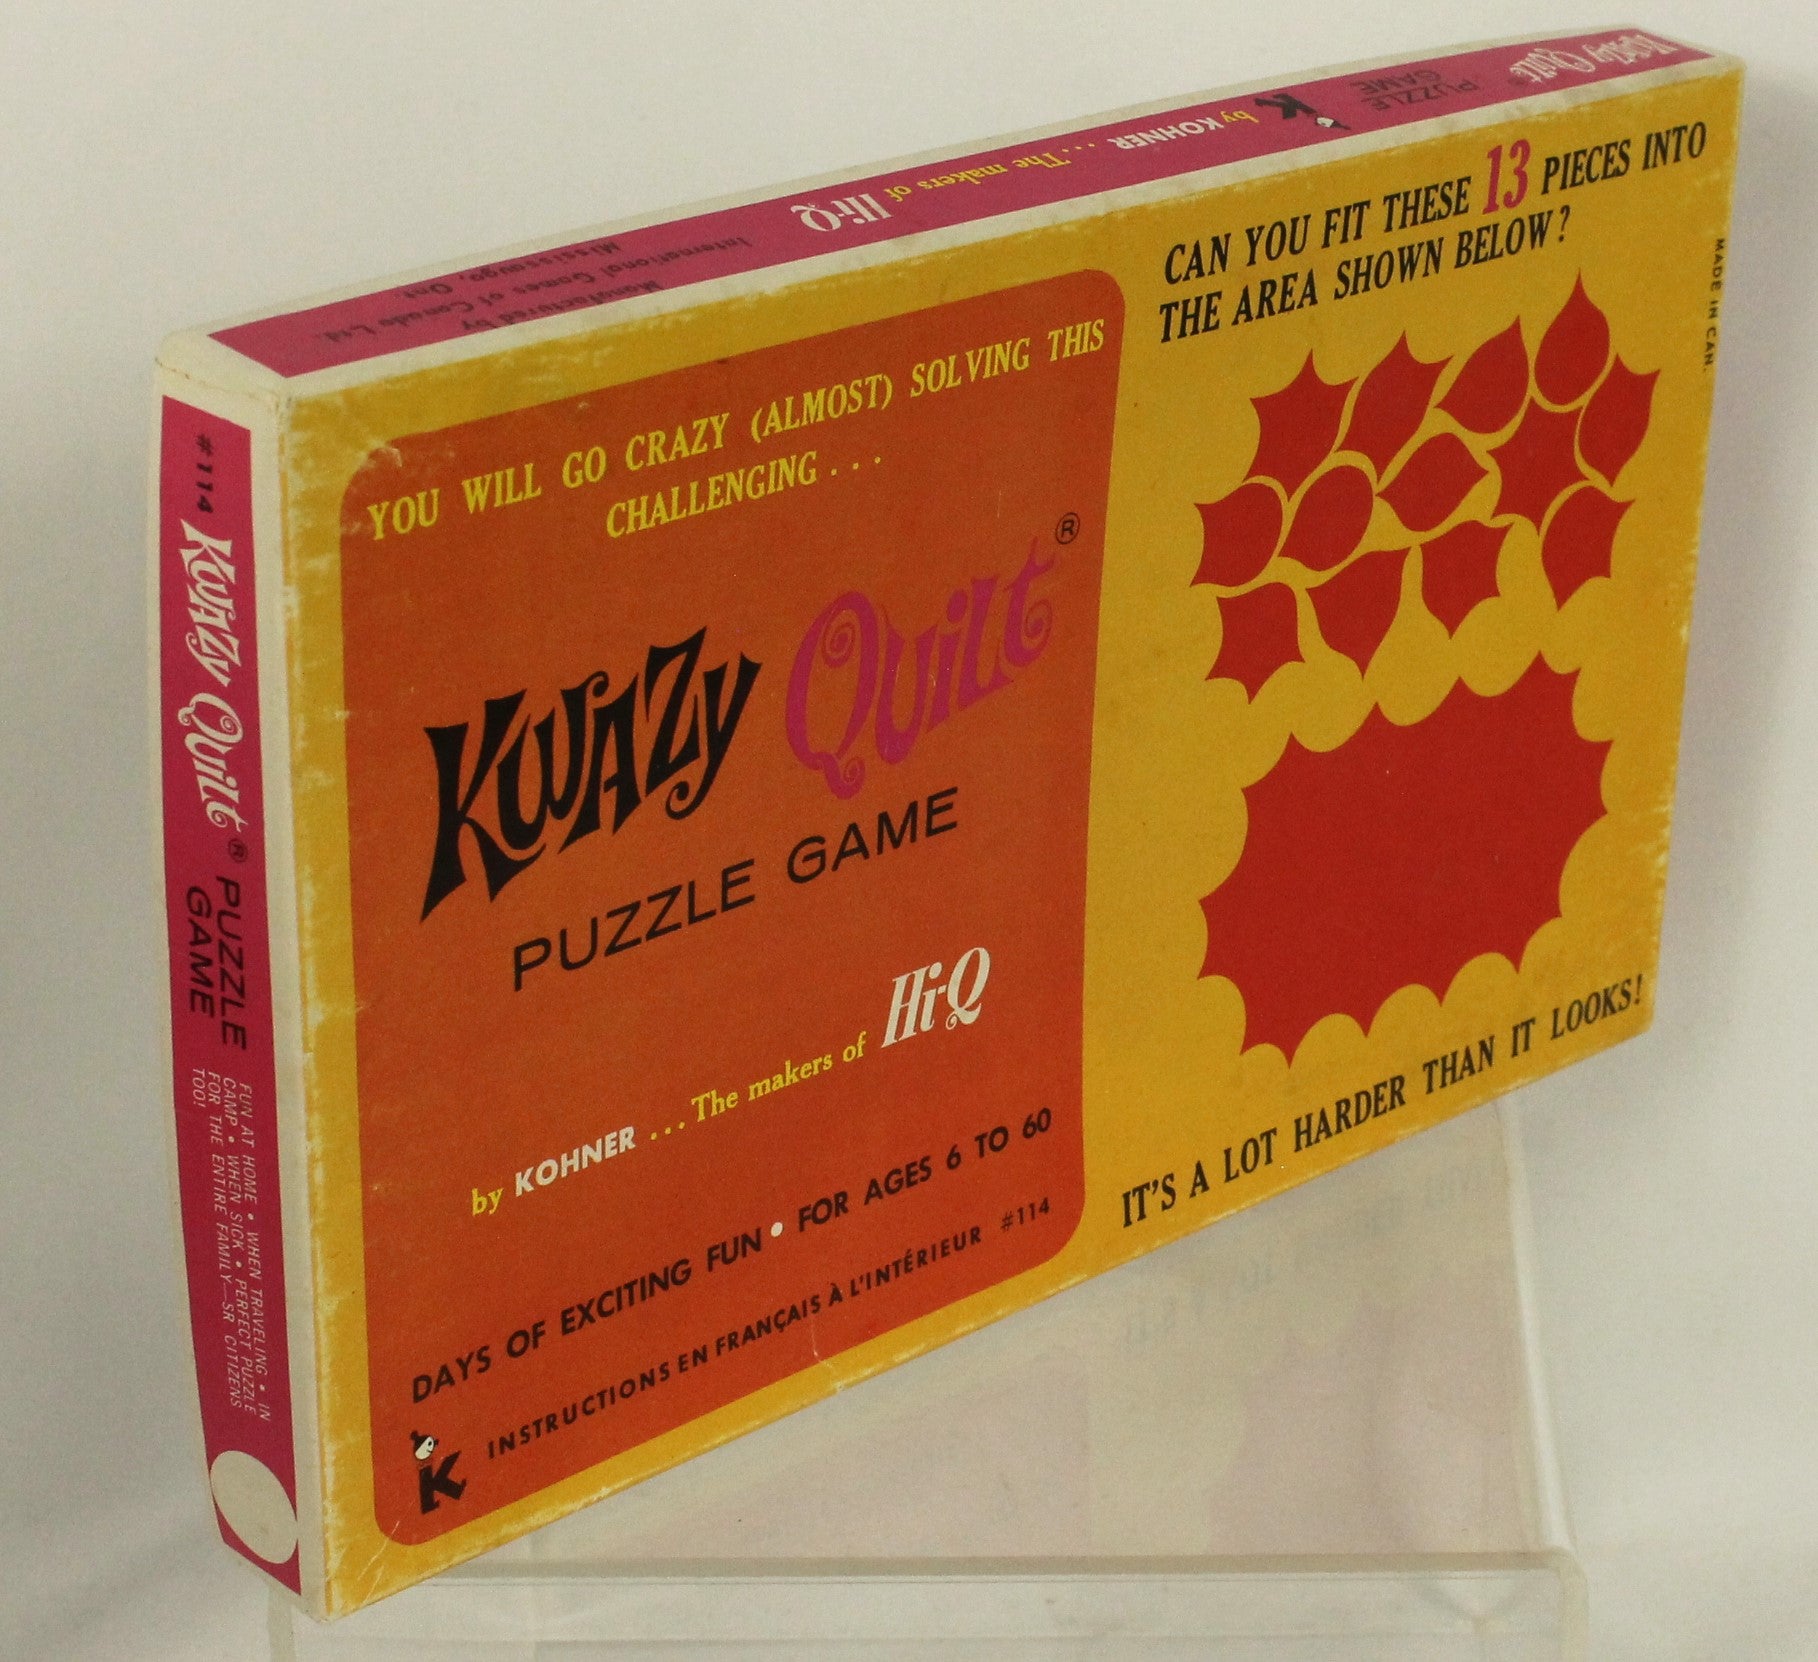 Kwazy Quilt
PUZZLE
GAME
K
by KOHNER ... The makers of Hi-Q
Manufactured by
International Games of Canada Ltd.
Mississauga, Ont.
#114 Kwazy Quilt® PUZZLE
GAME
FUN AT HOME • WHEN TRAVELING • IN
CAMP • WHEN SICK • PERFECT PUZZLE
FOR THE ENTIRE FAMILY—SR CITIZENS
TOO!
YOU WILL GO CRAZY (ALMOST) SOLVING THIS
CHALLENGING . . .
Kwazy Quilt®
PUZZLE GAME
by KOHNER ... The makers of Hi-Q
DAYS OF EXCITING FUN • FOR AGES 6 TO 60
K INSTRUCTIONS EN FRANÇAIS À L'INTÉRIEUR #114
CAN YOU FIT THESE 13 PIECES INTO
THE AREA SHOWN BELOW?
MADE IN CAN.
IT'S A LOT HARDER THAN IT LOOKS!